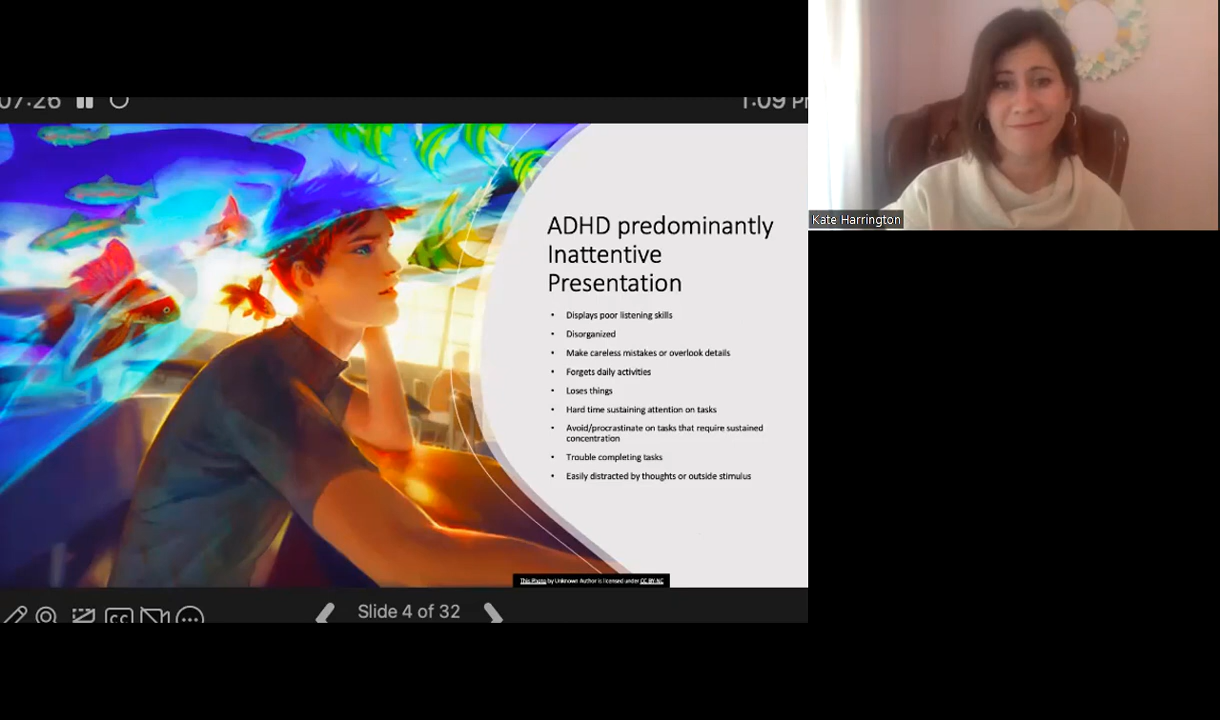 07:26
1:09 P
Kate Harrington
ADHD predominantly
Inattentive
Presentation
• Displays poor listening skills
• Disorganized
• Make careless mistakes or overlook details
• Forgets daily activities
• Loses things
• Hard time sustaining attention on tasks
• Avoid/procrastinate on tasks that require sustained
concentration
• Trouble completing tasks
• Easily distracted by thoughts or outside stimulus
This Photo by Unknown Author is licensed under CC BY-NC
CC
Slide 4 of 32